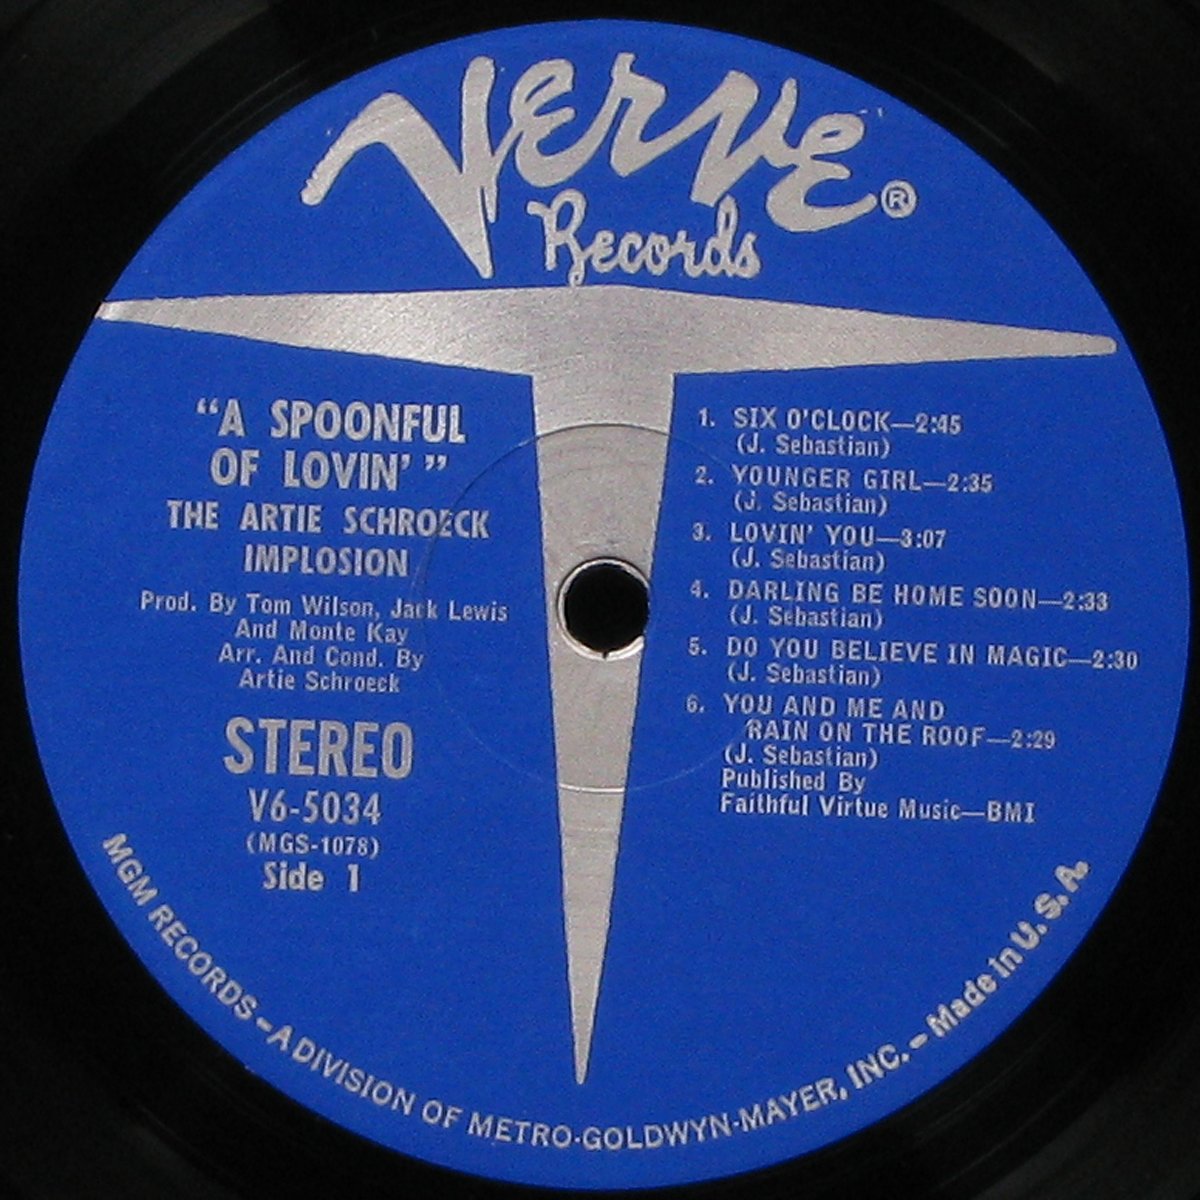 Verve®
Records
"A SPOONFUL
OF LOVIN'"
THE ARTIE SCHROECK
IMPLOSION
Prod. By Tom Wilson, Jack Lewis
And Monte Kay
Arr. And Cond. By
Artie Schroeck
STEREO
V6-5034
(MGS-1078)
Side 1
1. SIX O'CLOCK—2:45
(J. Sebastian)
2. YOUNGER GIRL—2:35
(J. Sebastian)
3. LOVIN' YOU—3:07
(J. Sebastian)
4. DARLING BE HOME SOON—2:33
(J. Sebastian)
5. DO YOU BELIEVE IN MAGIC—2:30
(J. Sebastian)
6. YOU AND ME AND
RAIN ON THE ROOF—2:29
(J. Sebastian)
Published By
Faithful Virtue Music—BMI
MGM RECORDS - A DIVISION OF METRO-GOLDWYN-MAYER, INC. - Made in U.S.A.